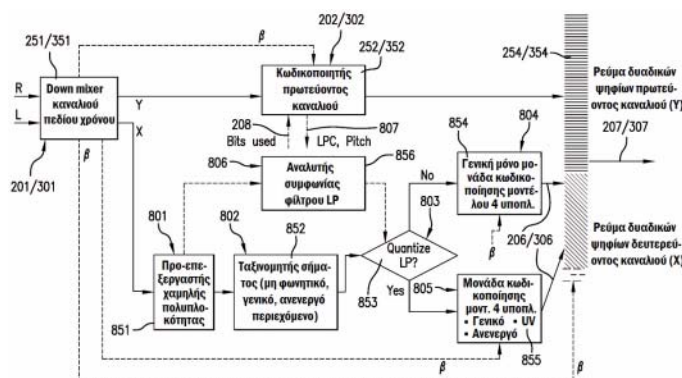 251/351
β
202/302
252/352
254/354
R
L
Down mixer
καναλιού
πεδίου χρόνου
Y
X
Κωδικοποιητής
πρωτεύοντος
καναλιού
Ρεύμα δυαδικών
ψηφίων πρωτεύ-
οντος καναλιού (Y)
201/301
β
208
Bits used
807
LPC, Pitch
854
804
207/307
806
Αναλυτής
συμφωνίας
φίλτρου LP
856
No
Γενική μόνο μο-
νάδα κωδικο-
ποίησης μοντέ-
λου 4 υποπλ.
801
802
852
803
β
206/306
Ρεύμα δυαδικών
ψηφίων δευτερεύ-
οντος καναλιού (X)
Προ-επεξ-
εργαστής
χαμηλής
πολυπλο-
κότητας
851
Ταξινομητής σήμα-
τος (μη φωνητικό,
γενικό, ανενεργό
περιεχόμενο)
Quantize
LP?
853
Yes
805
Μονάδα κωδι-
κοποίησης
μοντ. 4 υποπλ.
▪ Γενικό ▪ UV
▪ Ανενεργό
855
β
β